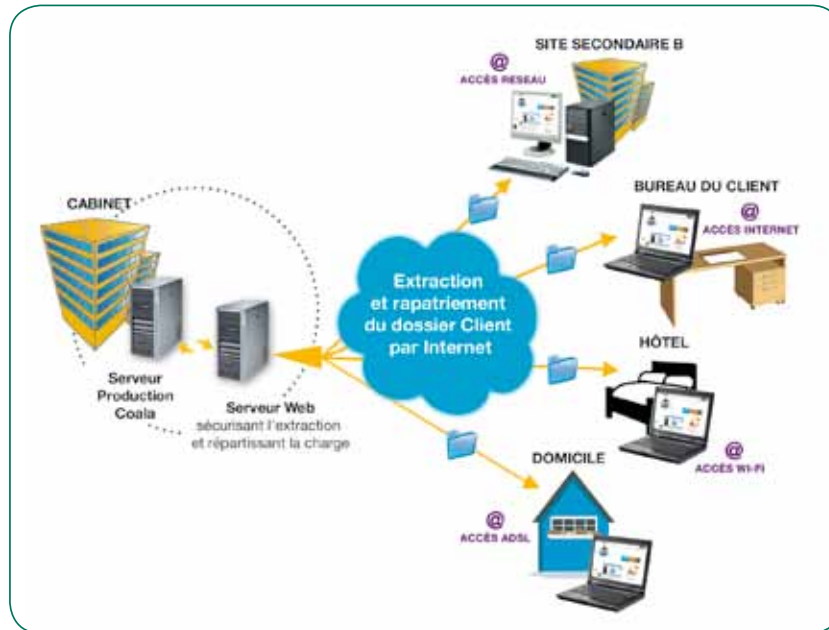 SITE SECONDAIRE B
@
ACCÈS RESEAU
CABINET
BUREAU DU CLIENT
@
ACCÈS INTERNET
Extraction
et rapatriement
du dossier Client
par Internet
HÔTEL
Serveur
Production
Coala
Serveur Web
sécurisant l'extraction
et répartissant la charge
@
ACCÈS WI-FI
DOMICILE
@
ACCÈS ADSL